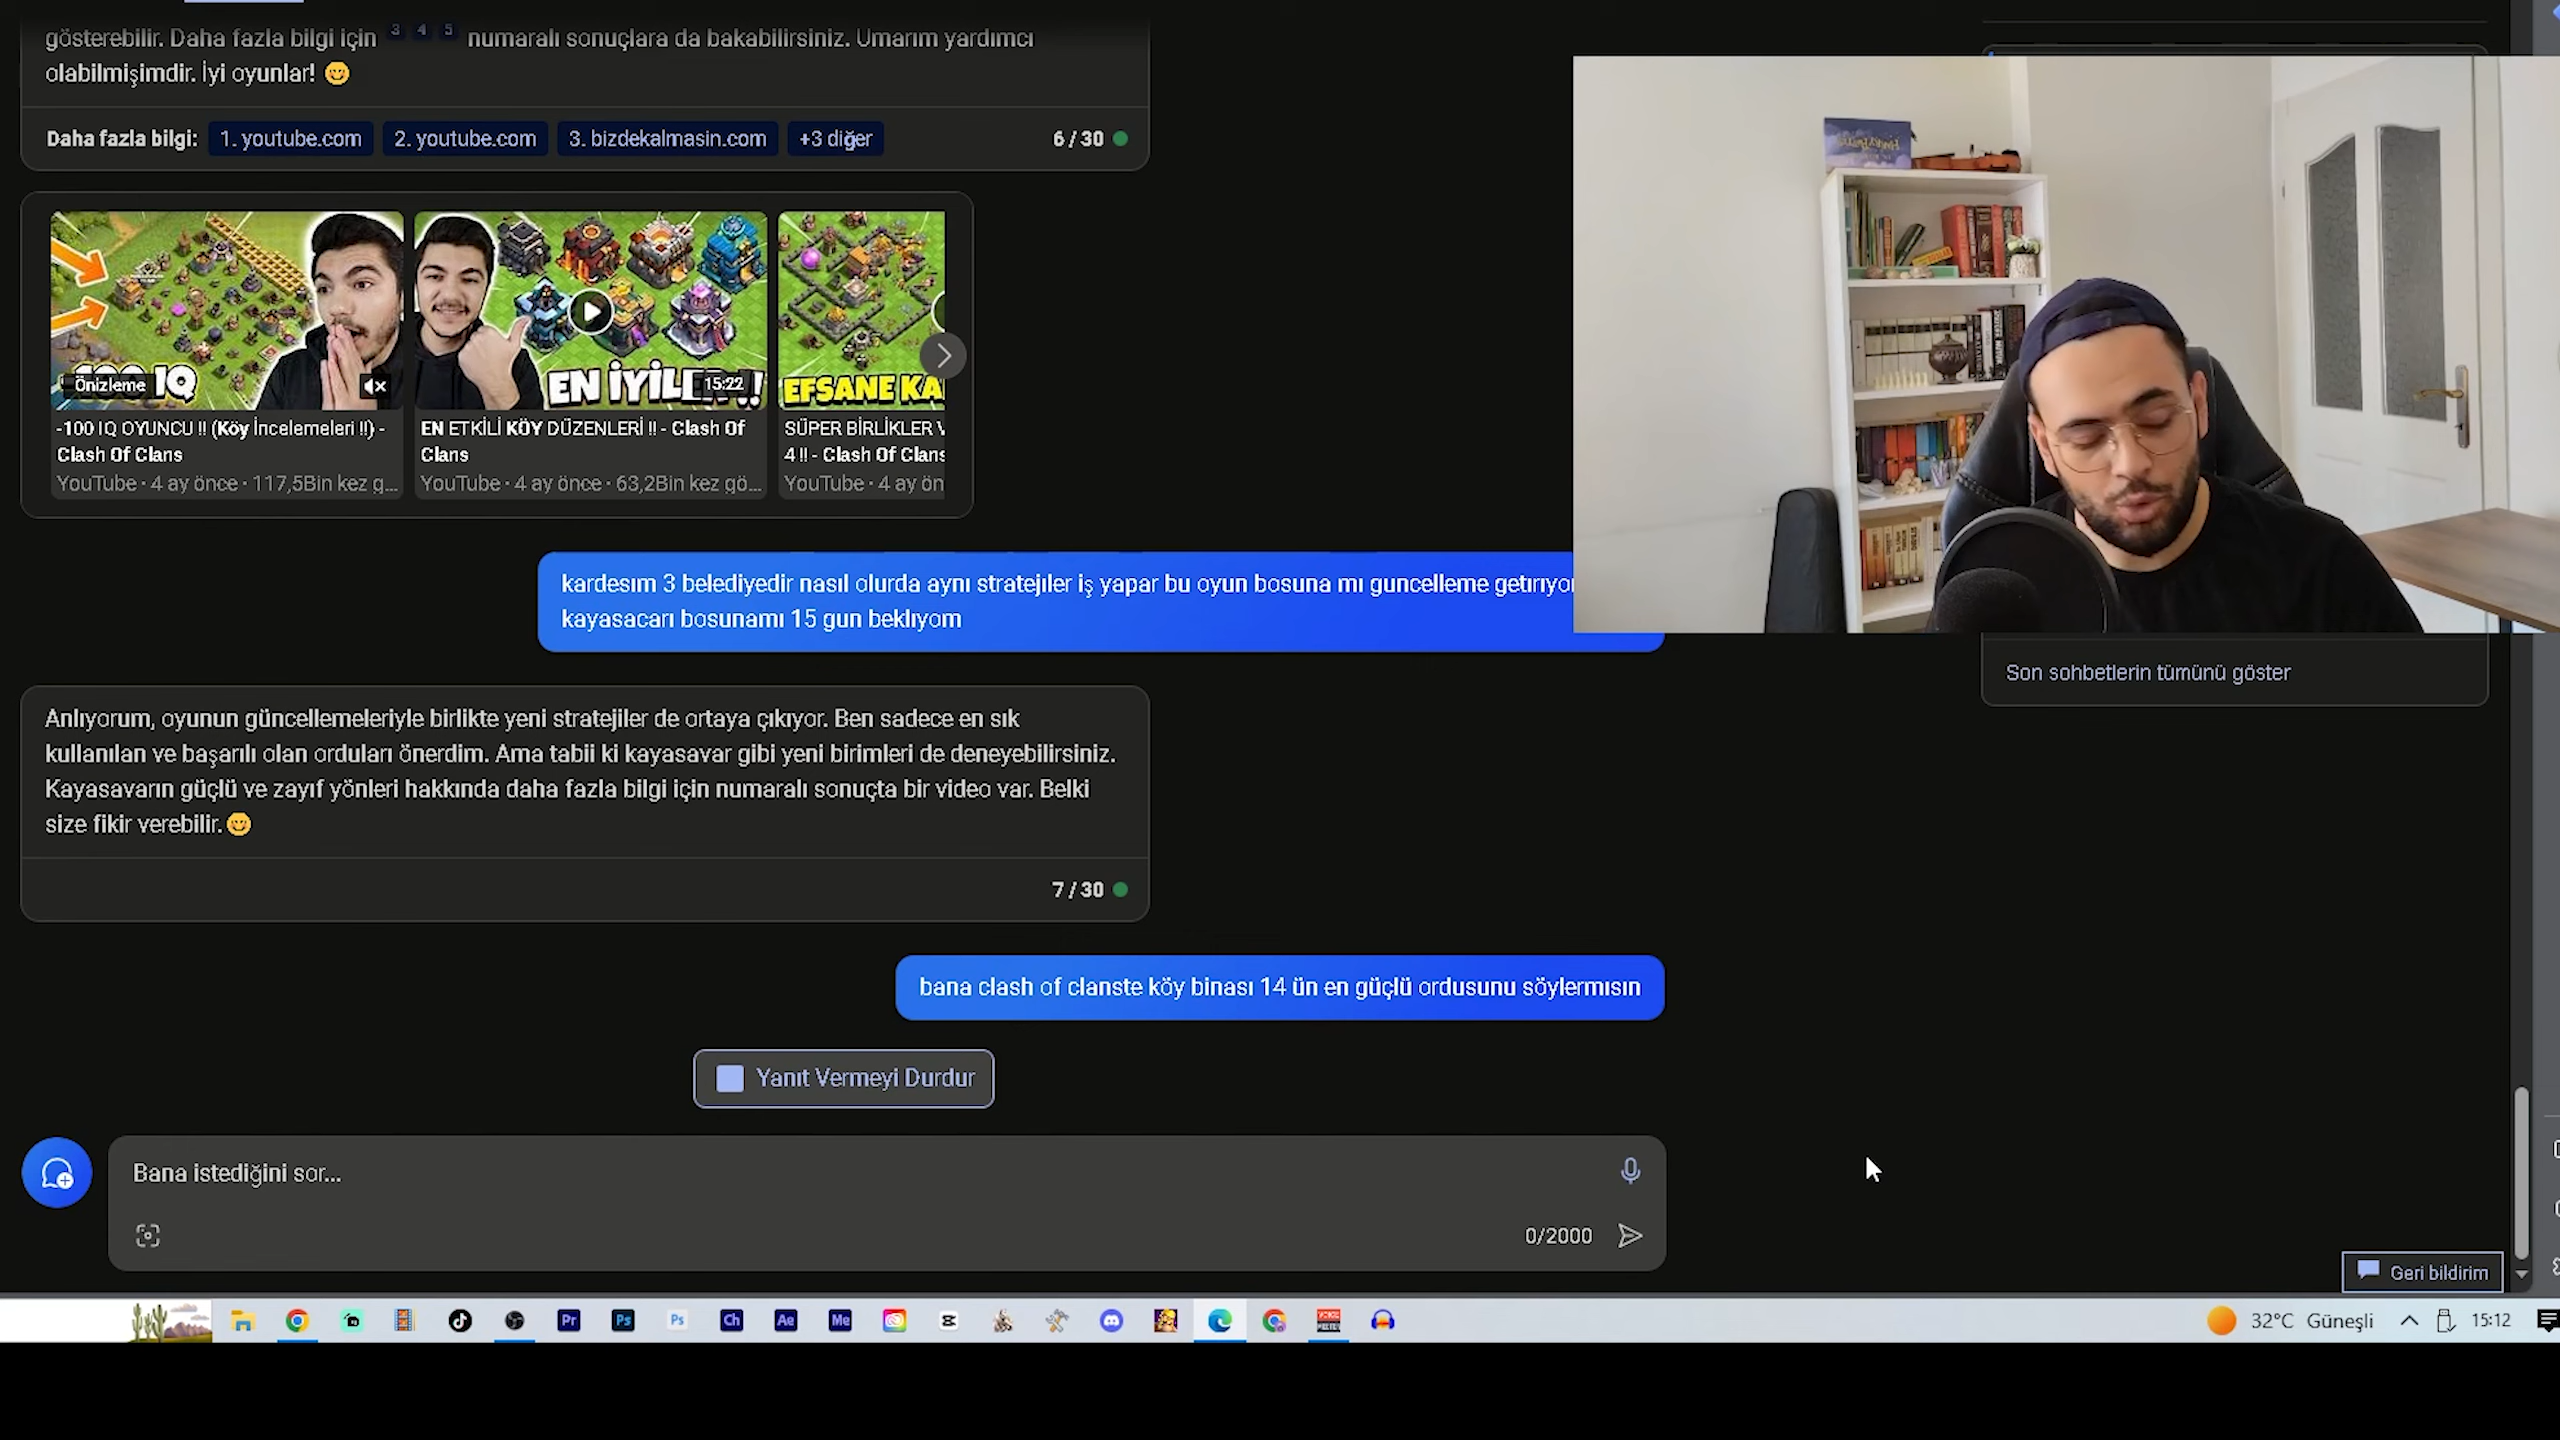 gösterebilir. Daha fazla bilgi için 3 4 5 numaralı sonuçlara da bakabilirsiniz. Umarım yardımcı
olabilmişimdir. İyi oyunlar! 😊
Daha fazla bilgi: 1. youtube.com 2. youtube.com 3. bizdekalmasin.com +3 diğer 6 / 30
Önizleme
IQ
EN İYİLER !!
15:22
EFSANE KA
-100 IQ OYUNCU !! (Köy İncelemeleri !!) -
Clash Of Clans
YouTube · 4 ay önce · 117,5Bin kez g...
EN ETKİLİ KÖY DÜZENLERİ !! - Clash Of
Clans
YouTube · 4 ay önce · 63,2Bin kez gö...
SÜPER BİRLİKLER V
4 !! - Clash Of Clans
YouTube · 4 ay ön
kardesım 3 belediyedir nasıl olurda aynı stratejıler iş yapar bu oyun bosuna mı guncelleme getırıyor
kayasacarı bosunamı 15 gun beklıyom
Anlıyorum, oyunun güncellemeleriyle birlikte yeni stratejiler de ortaya çıkıyor. Ben sadece en sık
kullanılan ve başarılı olan orduları önerdim. Ama tabii ki kayasavar gibi yeni birimleri de deneyebilirsiniz.
Kayasavarın güçlü ve zayıf yönleri hakkında daha fazla bilgi için numaralı sonuçta bir video var. Belki
size fikir verebilir. 😊
7 / 30
bana clash of clanste köy binası 14 ün en güçlü ordusunu söylermısın
Yanıt Vermeyi Durdur
Bana istediğini sor...
0/2000
Son sohbetlerin tümünü göster
Geri bildirim
Pr Ps Ps Ch Ae Me
32°C Güneşli 15:12